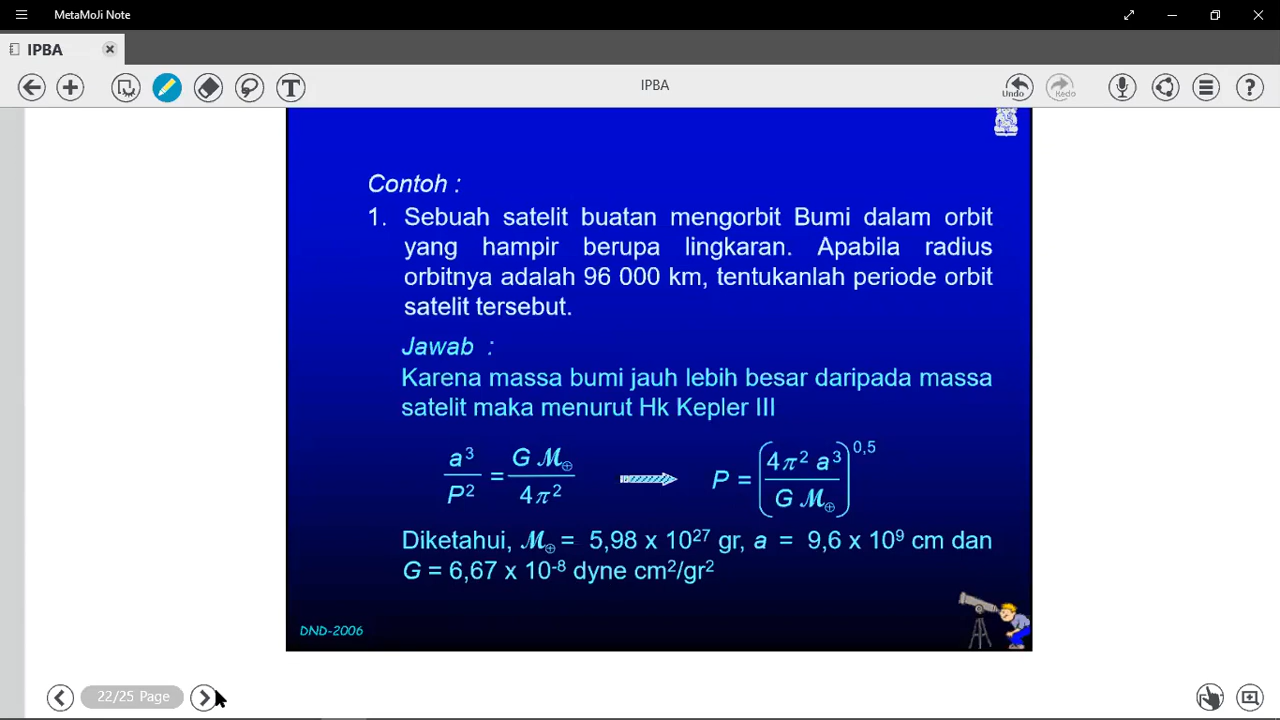 MetaMoJi Note
IPBA
IPBA
Undo
Redo
Contoh :
1. Sebuah satelit buatan mengorbit Bumi dalam orbit
yang hampir berupa lingkaran. Apabila radius
orbitnya adalah 96 000 km, tentukanlah periode orbit
satelit tersebut.
Jawab :
Karena massa bumi jauh lebih besar daripada massa
satelit maka menurut Hk Kepler III
a³/P² = G M⊕/4π² P = (4π² a³/G M⊕)^0,5
Diketahui, M⊕ = 5,98 x 10²⁷ gr, a = 9,6 x 10⁹ cm dan
G = 6,67 x 10⁻⁸ dyne cm²/gr²
DND-2006
22/25 Page